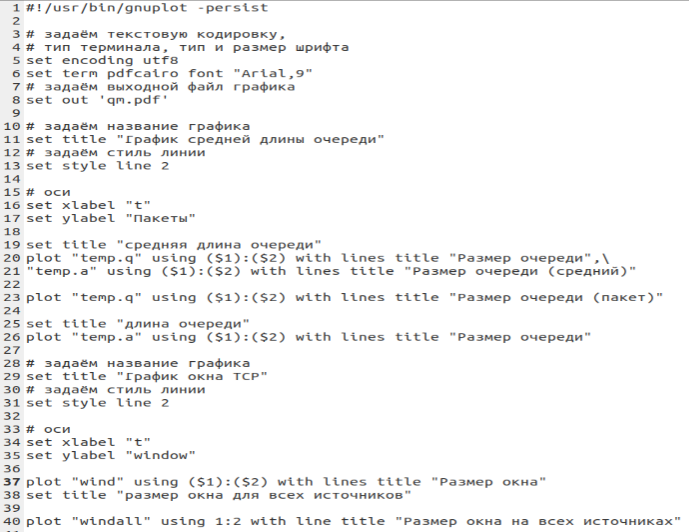 1 #!/usr/bin/gnuplot -persist
2
3 # задаём текстовую кодировку,
4 # тип терминала, тип и размер шрифта
5 set encoding utf8
6 set term pdfcairo font "Arial,9"
7 # задаём выходной файл графика
8 set out 'qm.pdf'
9
10 # задаём название графика
11 set title "График средней длины очереди"
12 # задаём стиль линии
13 set style line 2
14
15 # оси
16 set xlabel "t"
17 set ylabel "Пакеты"
18
19 set title "средняя длина очереди"
20 plot "temp.q" using ($1):($2) with lines title "Размер очереди",\
21 "temp.a" using ($1):($2) with lines title "Размер очереди (средний)"
22
23 plot "temp.q" using ($1):($2) with lines title "Размер очереди (пакет)"
24
25 set title "длина очереди"
26 plot "temp.a" using ($1):($2) with lines title "Размер очереди"
27
28 # задаём название графика
29 set title "График окна TCP"
30 # задаём стиль линии
31 set style line 2
32
33 # оси
34 set xlabel "t"
35 set ylabel "window"
36
37 plot "wind" using ($1):($2) with lines title "Размер окна"
38 set title "размер окна для всех источников"
39
40 plot "windall" using 1:2 with line title "Размер окна на всех источниках"